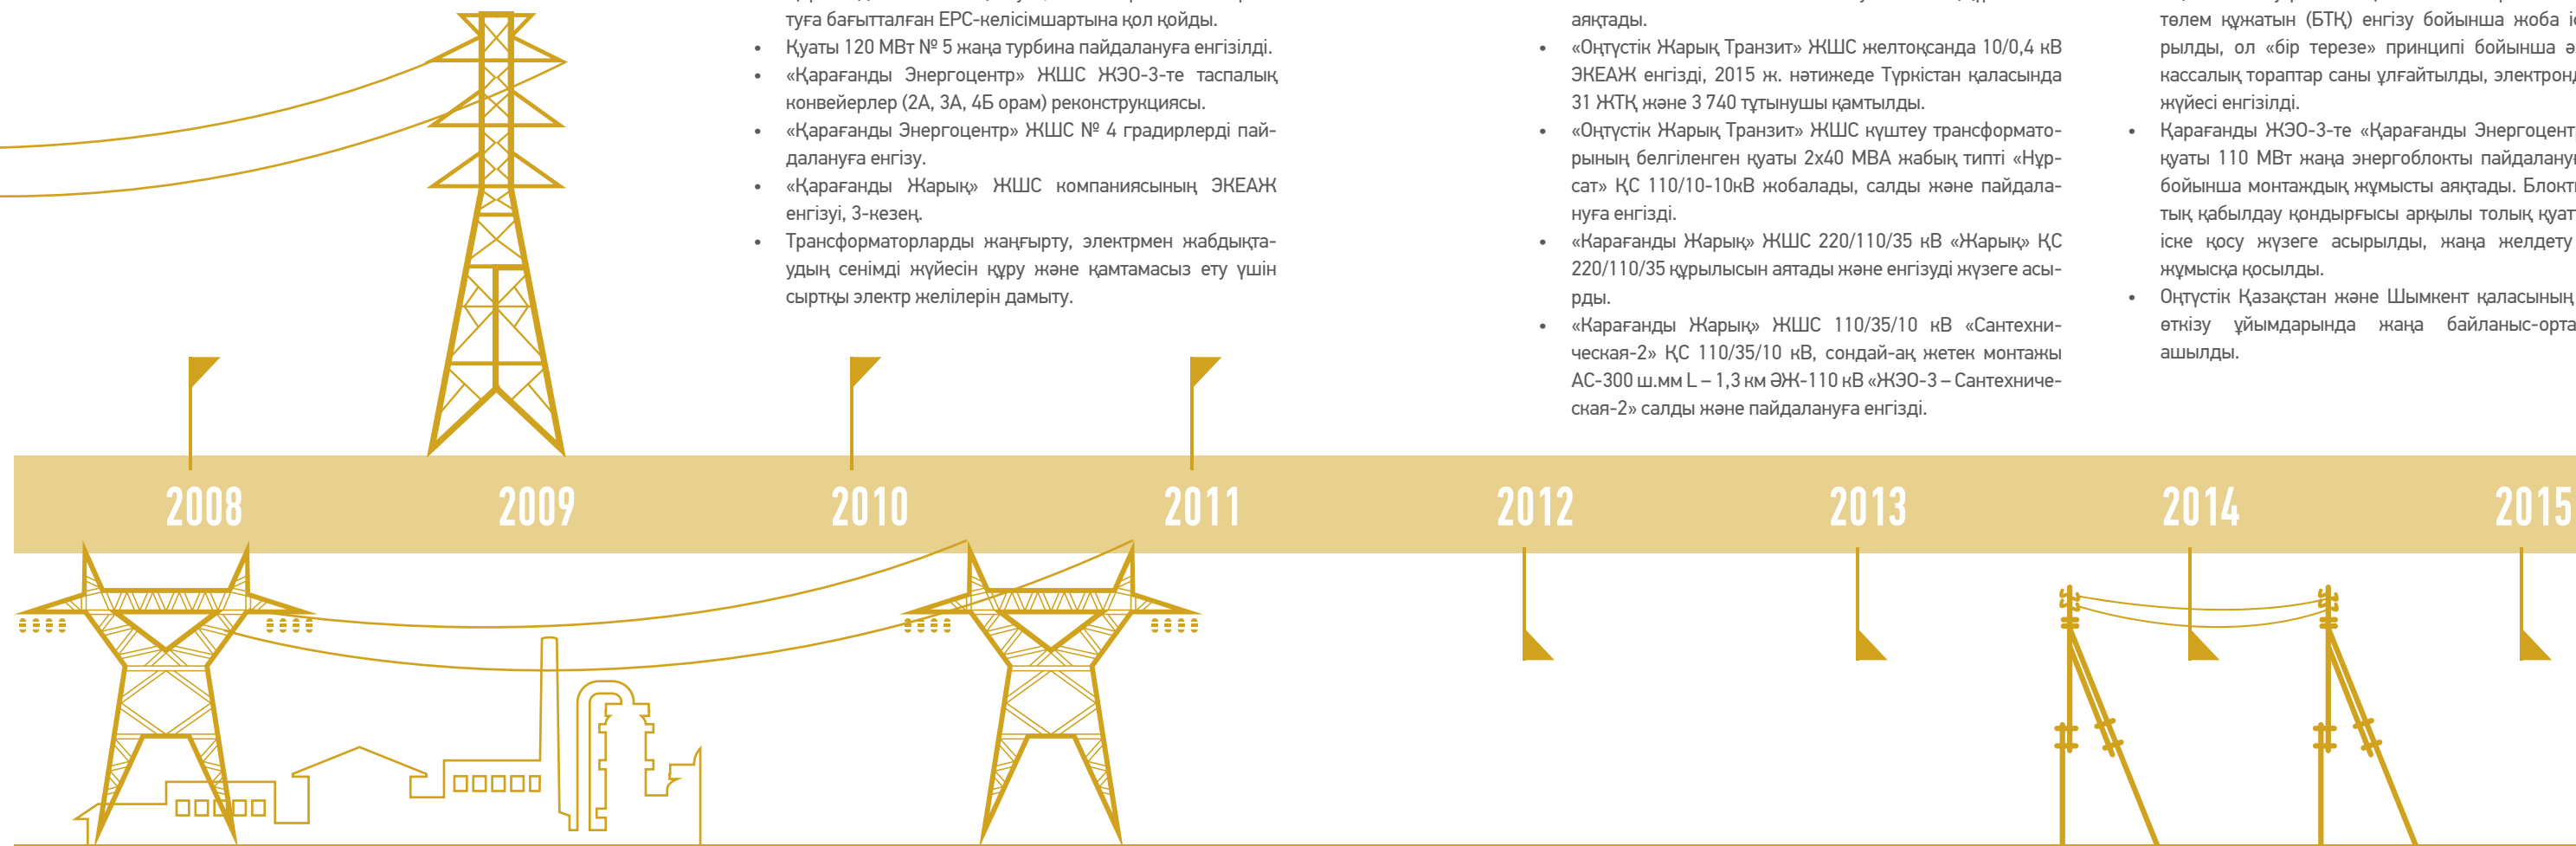 туға бағытталған ЕРС-келісімшартына қол қойды.
• Қуаты 120 МВт № 5 жаңа турбина пайдалануға енгізілді.
• «Қарағанды Энергоцентр» ЖШС ЖЭО-3-те таспалық
конвейерлер (2А, 3А, 4Б орам) реконструкциясы.
• «Қарағанды Энергоцентр» ЖШС № 4 градирлерді пай-
далануға енгізу.
• «Қарағанды Жарық» ЖШС компаниясының ЭКЕАЖ
енгізуі, 3-кезең.
• Трансформаторларды жаңғырту, электрмен жабдықта-
удың сенімді жүйесін құру және қамтамасыз ету үшін
сыртқы электр желілерін дамыту.
аяқтады.
• «Оңтүстік Жарық Транзит» ЖШС желтоқсанда 10/0,4 кВ
ЭКЕАЖ енгізді, 2015 ж. нәтижеде Түркістан қаласында
31 ЖТҚ және 3 740 тұтынушы қамтылды.
• «Оңтүстік Жарық Транзит» ЖШС күштеу трансформато-
рының белгіленген қуаты 2х40 МВА жабық типті «Нұр-
сат» ҚС 110/10-10кВ жобалады, салды және пайдала-
нуға енгізді.
• «Карағанды Жарық» ЖШС 220/110/35 кВ «Жарық» ҚС
220/110/35 құрылысын аятады және енгізуді жүзеге асы-
рды.
• «Карағанды Жарық» ЖШС 110/35/10 кВ «Сантехни-
ческая-2» ҚС 110/35/10 кВ, сондай-ақ жетек монтажы
АС-300 ш.мм L – 1,3 км ӘЖ-110 кВ «ЖЭО-3 – Сантехниче-
ская-2» салды және пайдалануға енгізді.
төлем құжатын (БТҚ) енгізу бойынша жоба
рылды, ол «бір терезе» принципі бойынша
кассалық тораптар саны ұлғайтылды,
жүйесі енгізілді.
• Қарағанды ЖЭО-3-те «Қарағанды
қуаты 110 МВт жаңа энергоблокты
бойынша монтаждық жұмысты аяқтады.
тық қабылдау қондырғысы арқылы толық
іске қосу жүзеге асырылды, жаңа желдету
жұмысқа қосылды.
• Оңтүстік Қазақстан және Шымкент қаласының
өткізу ұйымдарында жаңа
ашылды.
2008 2009 2010 2011 2012 2013 2014 2015